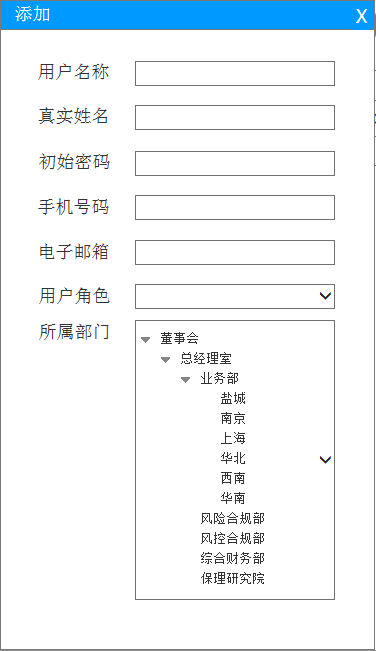 添加 X
用户名称
真实姓名
初始密码
手机号码
电子邮箱
用户角色
所属部门
董事会
总经理室
业务部
盐城
南京
上海
华北
西南
华南
风险合规部
风控合规部
综合财务部
保理研究院